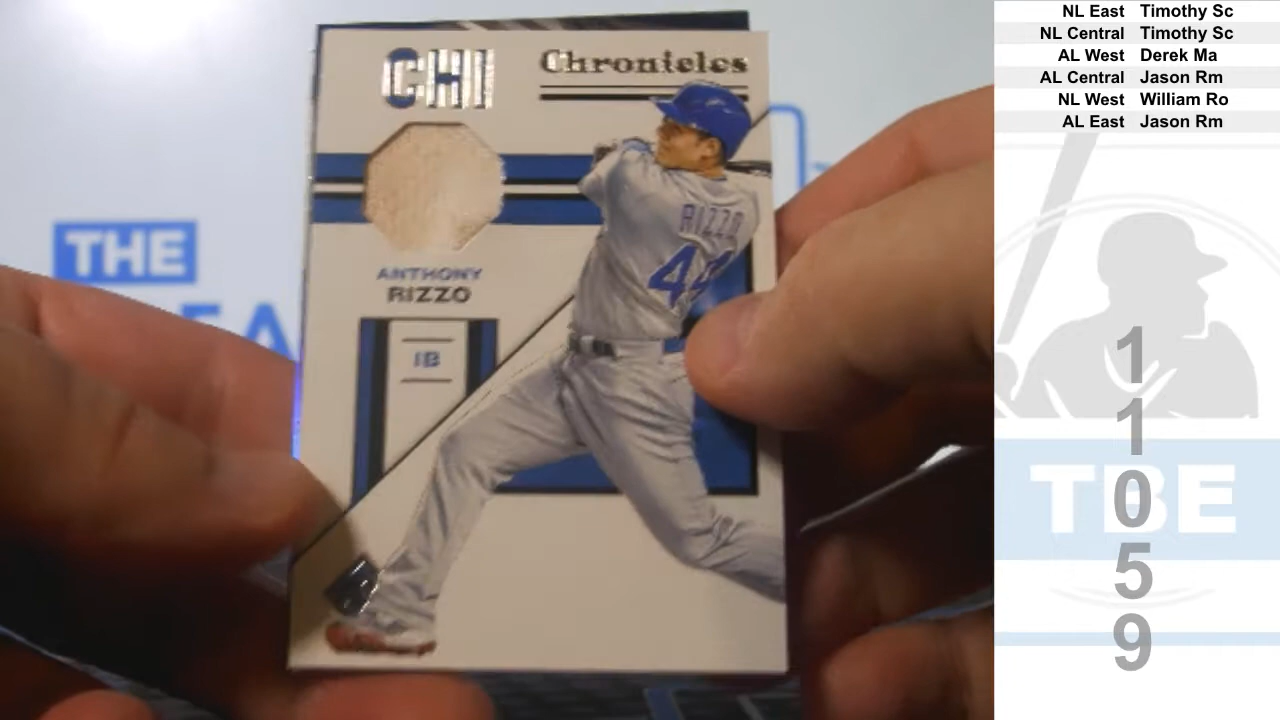 CHI
Chronicles
RIZZO
44
ANTHONY
RIZZO
1B
THE
EA
NL East Timothy Sc
NL Central Timothy Sc
AL West Derek Ma
AL Central Jason Rm
NL West William Ro
AL East Jason Rm
TBE
1
1
0
5
9